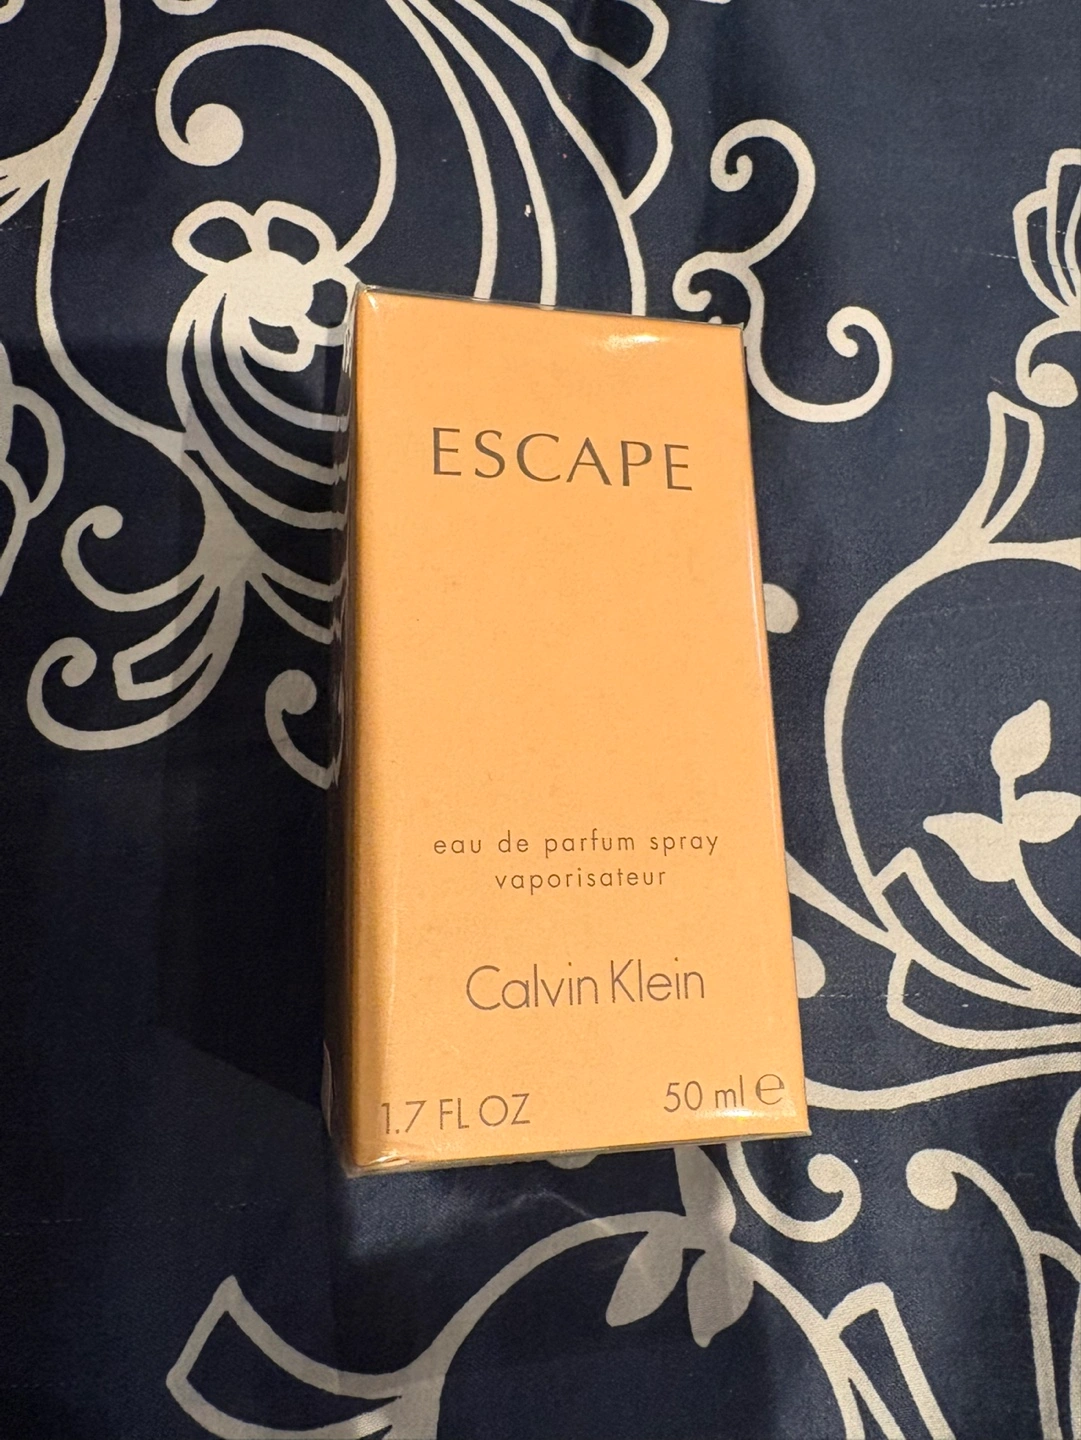 ESCAPE
eau de parfum spray
vaporisateur
Calvin Klein
1.7 FL OZ 50 ml ℮